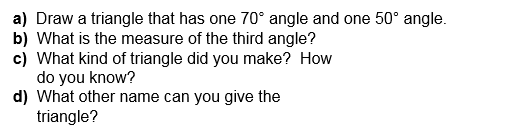 a) Draw a triangle that has one 70° angle and one 50° angle.
b) What is the measure of the third angle?
c) What kind of triangle did you make? How
do you know?
d) What other name can you give the
triangle?